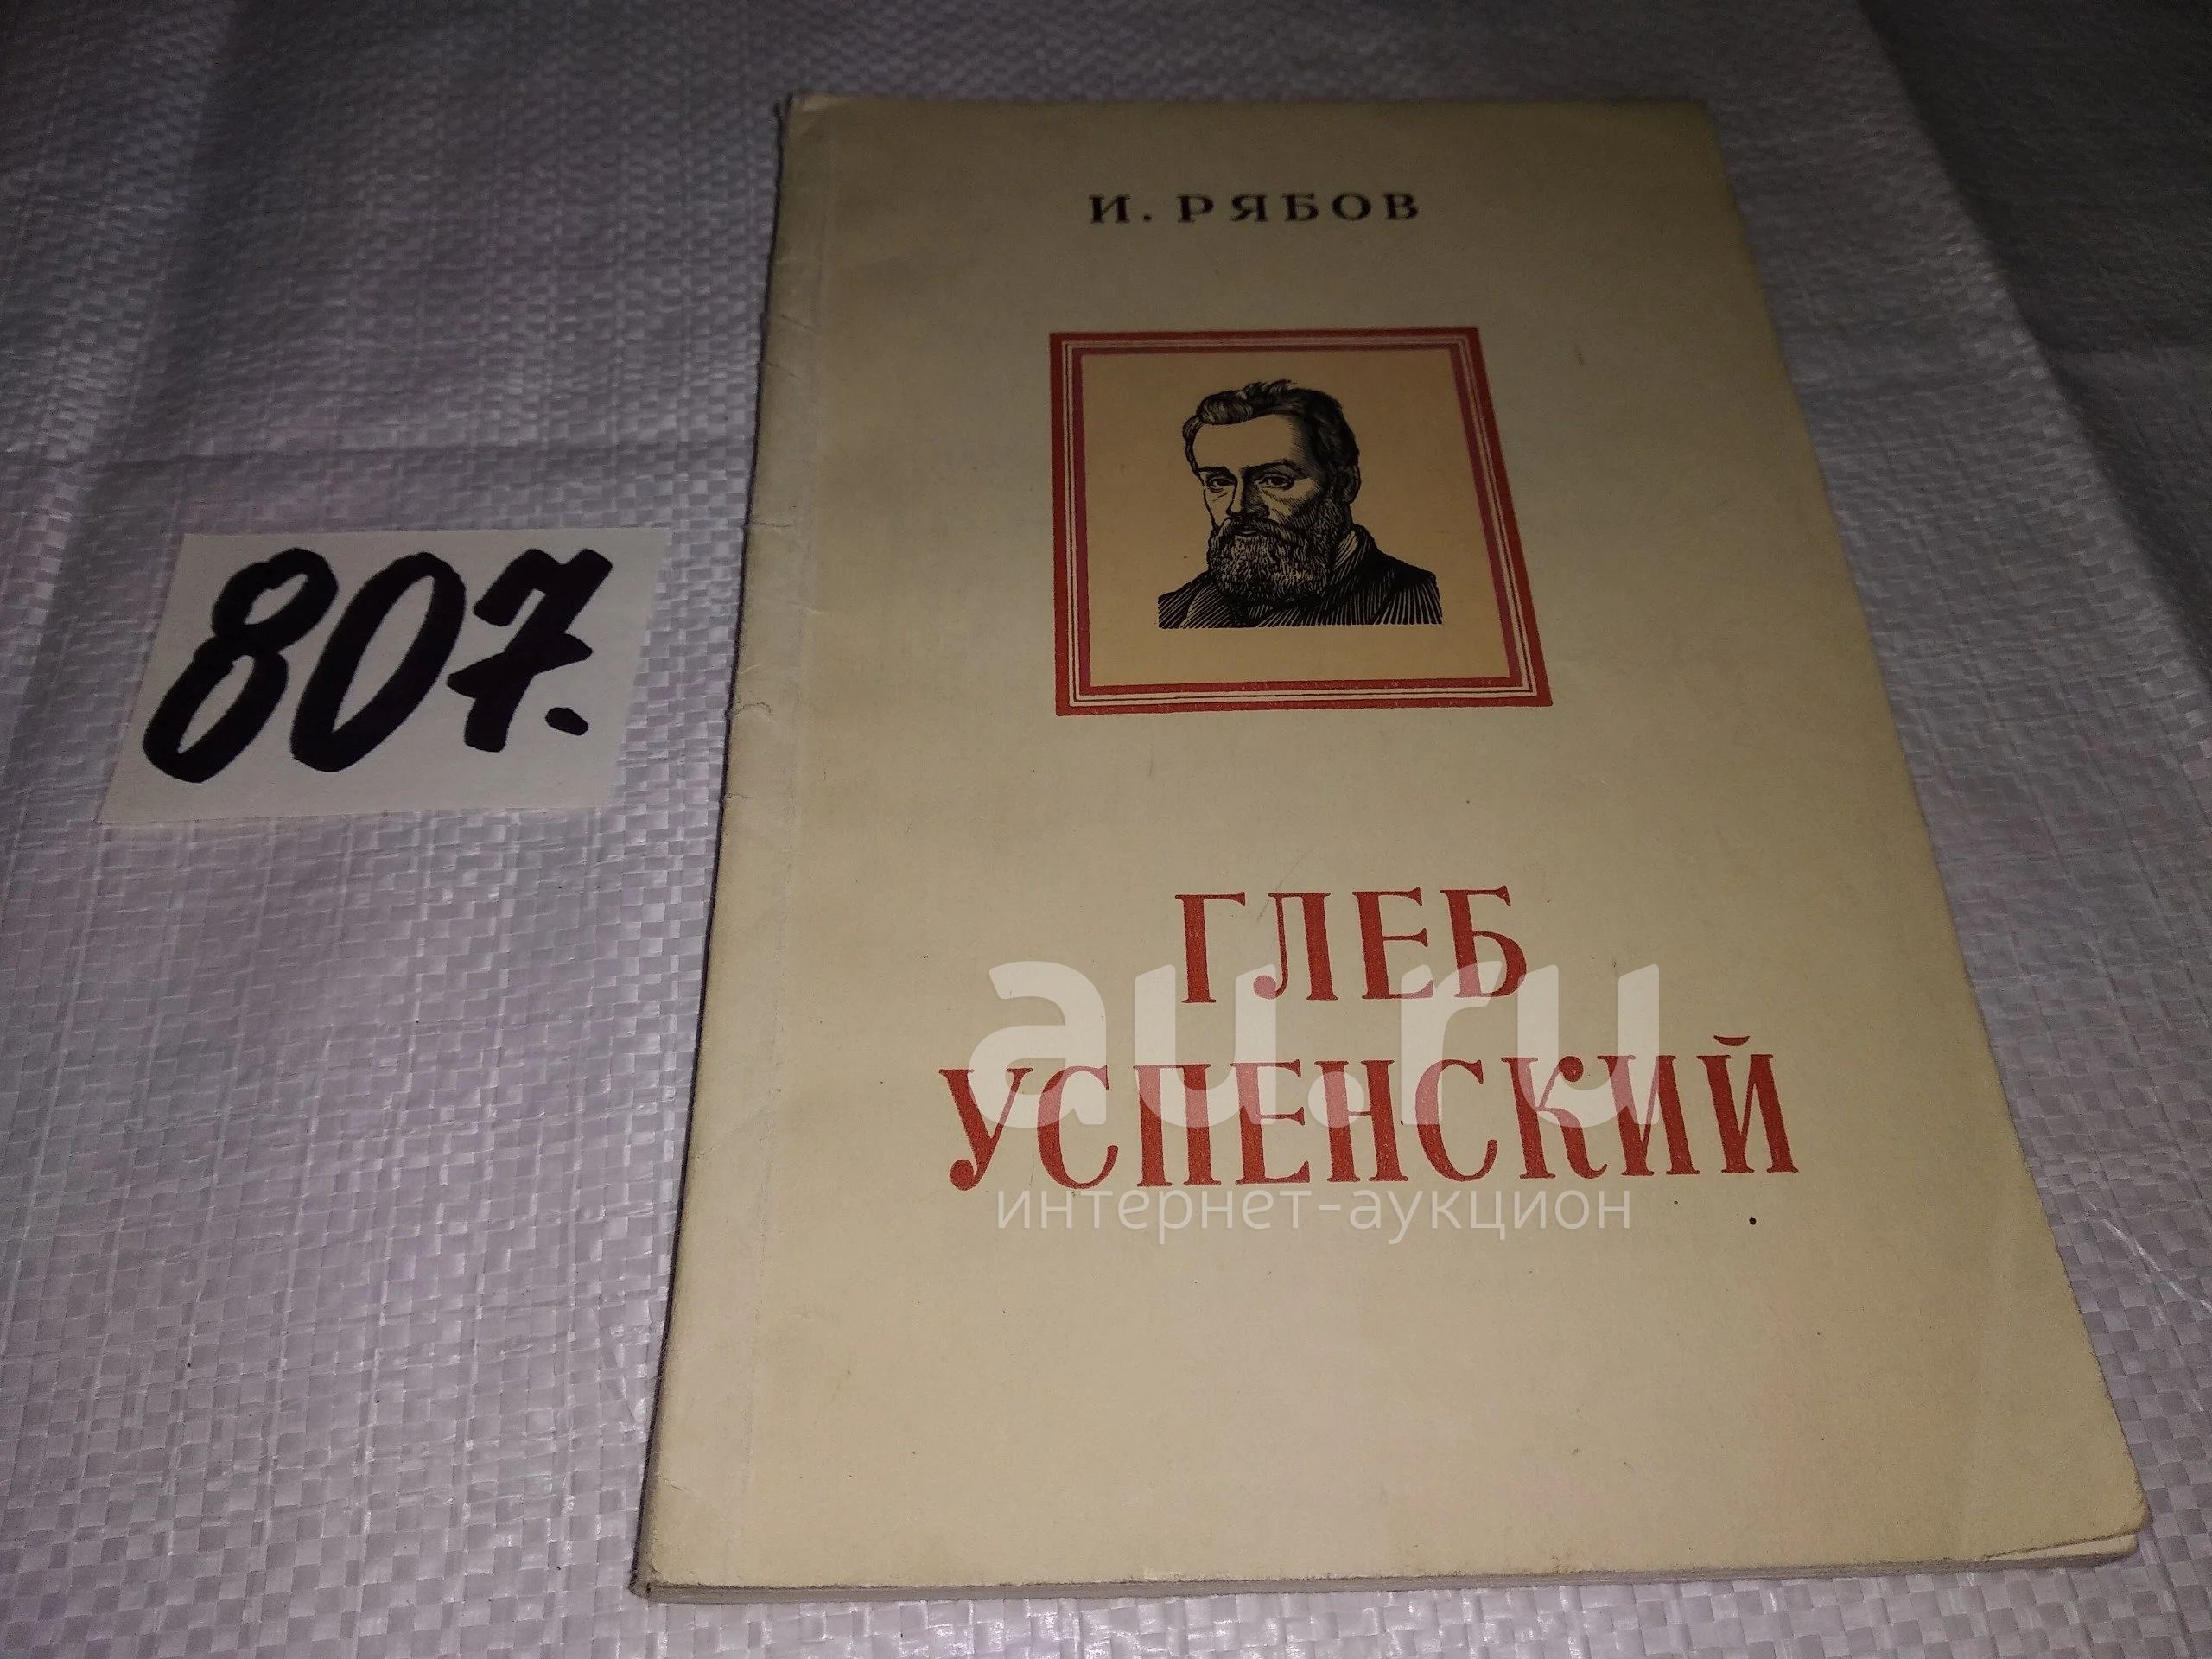 И. РЯБОВ
807.
ГЛЕБ
au.ru
УСПЕНСКИЙ
интернет-аукцион